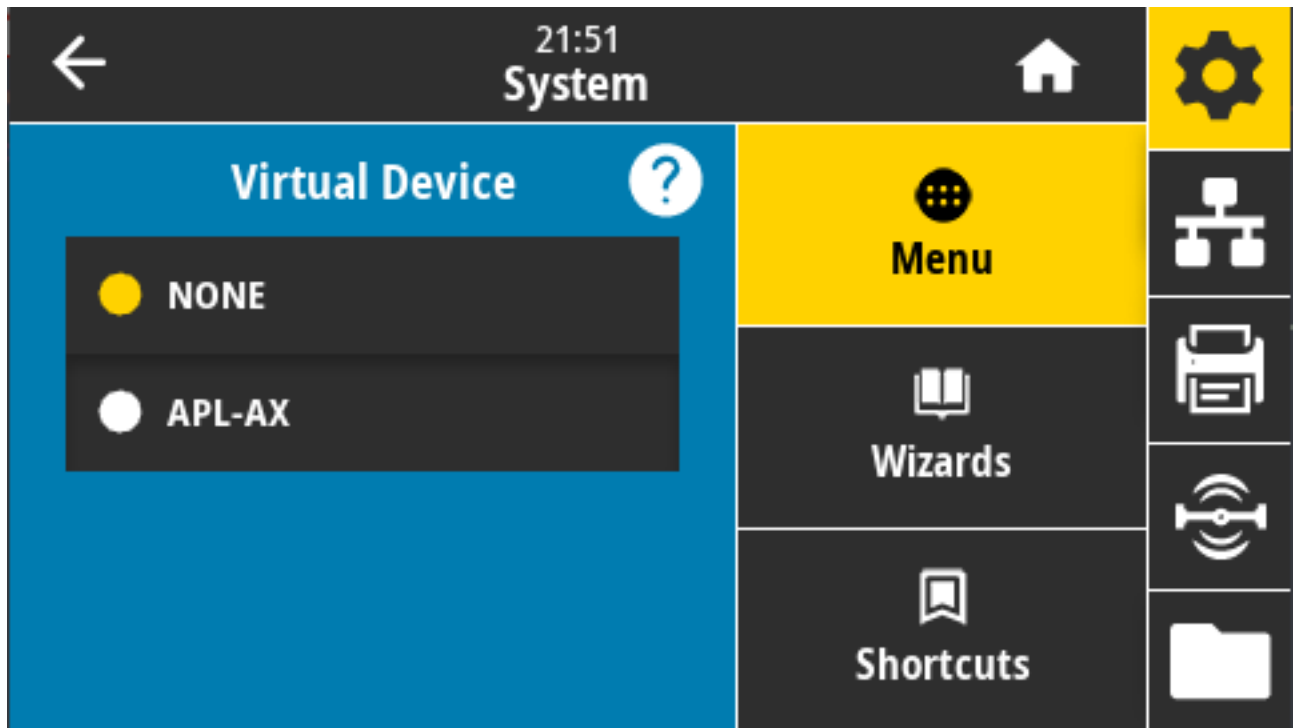 21:51
System
Virtual Device
?
NONE
APL-AX
Menu
Wizards
Shortcuts